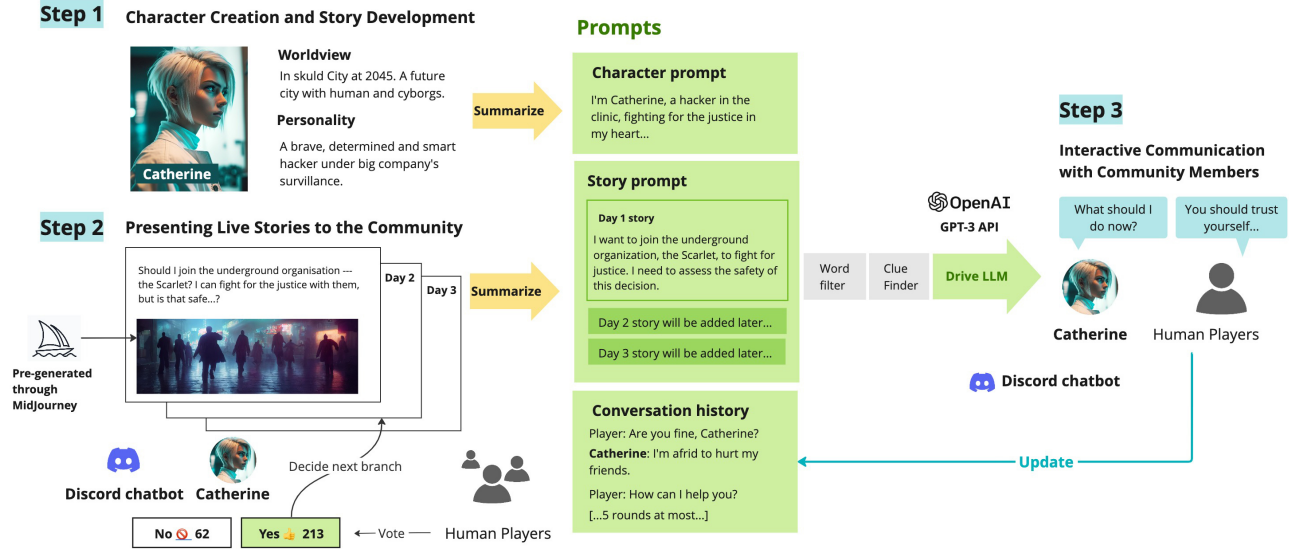 Step 1
Character Creation and Story Development
Catherine
Worldview
In skuld City at 2045. A future
city with human and cyborgs.
Personality
A brave, determined and smart
hacker under big company's
survillance.
Summarize
Step 2
Presenting Live Stories to the Community
Should I join the underground organisation ---
the Scarlet? I can fight for the justice with them,
but is that safe...?
Day 2
Day 3
Pre-generated
through
MidJourney
Summarize
Discord chatbot
Catherine
Decide next branch
No 🚫 62
Yes 👍 213
Vote
Human Players
Prompts
Character prompt
I'm Catherine, a hacker in the
clinic, fighting for the justice in
my heart...
Story prompt
Day 1 story
I want to join the underground
organization, the Scarlet, to fight for
justice. I need to assess the safety of
this decision.
Day 2 story will be added later...
Day 3 story will be added later...
Conversation history
Player: Are you fine, Catherine?
Catherine: I'm afrid to hurt my
friends.
Player: How can I help you?
[...5 rounds at most...]
Word
filter
Clue
Finder
OpenAI
GPT-3 API
Drive LLM
Step 3
Interactive Communication
with Community Members
What should I
do now?
You should trust
yourself...
Catherine
Human Players
Discord chatbot
Update